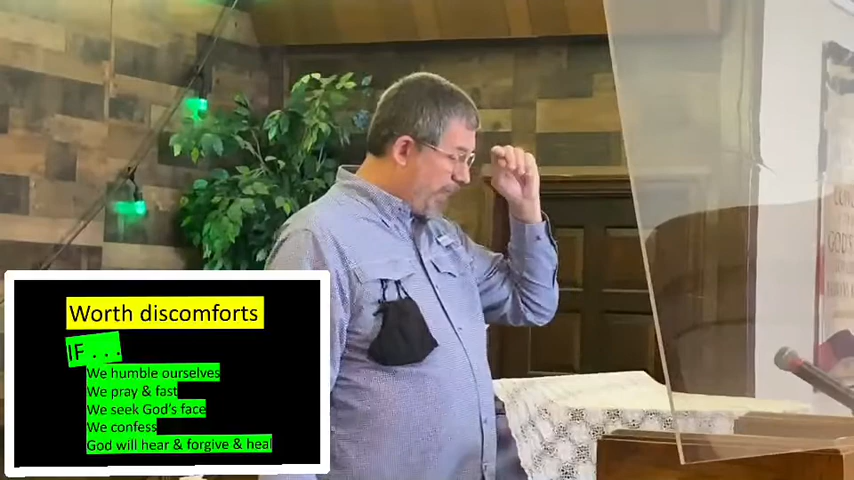 Worth discomforts
IF . . .
We humble ourselves
We pray & fast
We seek God's face
We confess
God will hear & forgive & heal